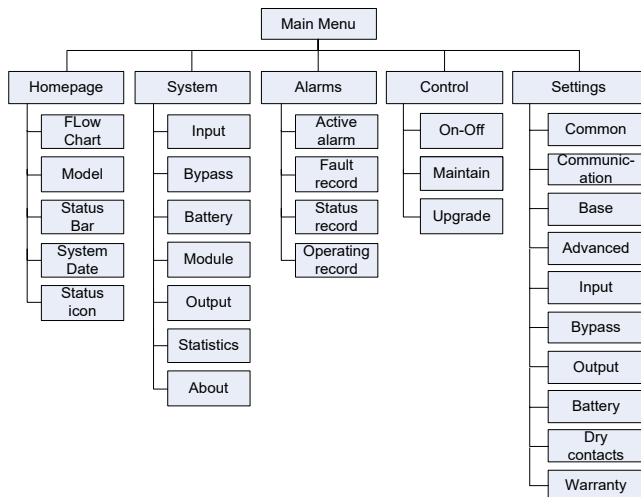 Main Menu
Homepage
System
Alarms
Control
Settings
FLow
Chart
Model
Status
Bar
System
Date
Status
icon
Input
Bypass
Battery
Module
Output
Statistics
About
Active
alarm
Fault
record
Status
record
Operating
record
On-Off
Maintain
Upgrade
Common
Communic-
ation
Base
Advanced
Input
Bypass
Output
Battery
Dry
contacts
Warranty